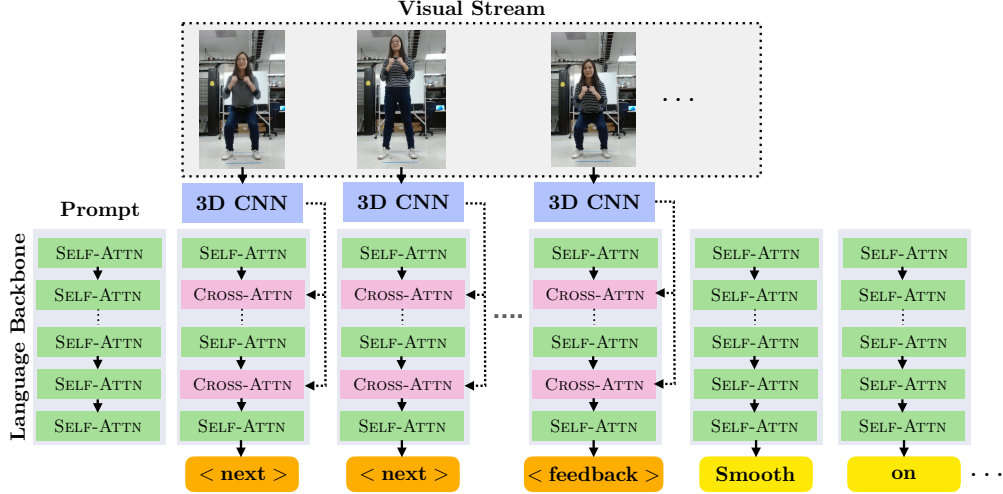 Visual Stream
. . .
3D CNN
3D CNN
3D CNN
Prompt
Language Backbone
SELF-ATTN
SELF-ATTN
SELF-ATTN
SELF-ATTN
SELF-ATTN
SELF-ATTN
SELF-ATTN
CROSS-ATTN
CROSS-ATTN
....
CROSS-ATTN
SELF-ATTN
SELF-ATTN
SELF-ATTN
SELF-ATTN
SELF-ATTN
SELF-ATTN
SELF-ATTN
SELF-ATTN
SELF-ATTN
CROSS-ATTN
CROSS-ATTN
CROSS-ATTN
SELF-ATTN
SELF-ATTN
SELF-ATTN
SELF-ATTN
SELF-ATTN
SELF-ATTN
SELF-ATTN
SELF-ATTN
< next >
< next >
< feedback >
Smooth
on
. . .